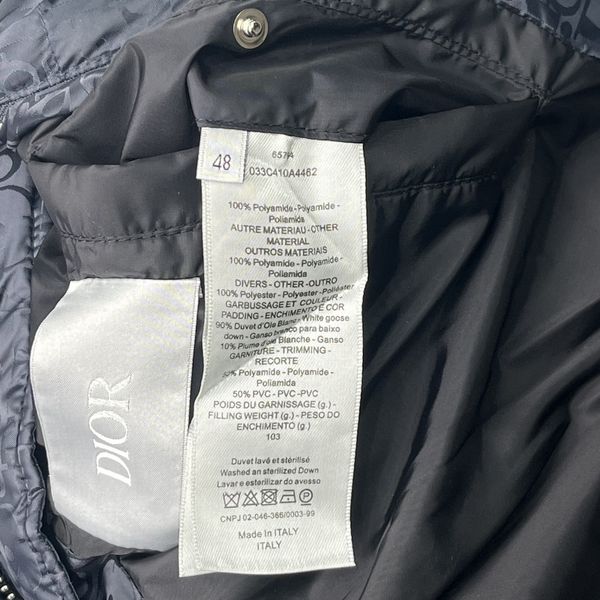 48
657/4
033C410A4462
100% Polyamide-Polyamide-
Poliamida
AUTRE MATERIAU-OTHER
MATERIAL
OUTROS MATERIAIS
100% Polyamide-Polyamide-
Poliamida
DIVERS - OTHER - OUTRO
100% Polyester - Polyester-Poliéster
GARBUSSAGE ET COULEUR-
PADDING - ENCHIMENTO E COR
90% Duvet d'Oie Blanc - White goose
down - Ganso branco para baixo
10% Plume d'oie Blanche - Ganso
GARNITURE - TRIMMING -
RECORTE
50% Polyamide - Polyamide-
Poliamida
50% PVC - PVC-PVC
POIDS DU GARNISSAGE (g.) -
FILLING WEIGHT (g.) - PESO DO
ENCHIMENTO (g.)
103
Duvet lavé et stérilisé
Washed an sterilized Down
Lavar e esterilizar do avesso
CNPJ 02-046-366/0003-99
Made In ITALY
ITALY
DIOR